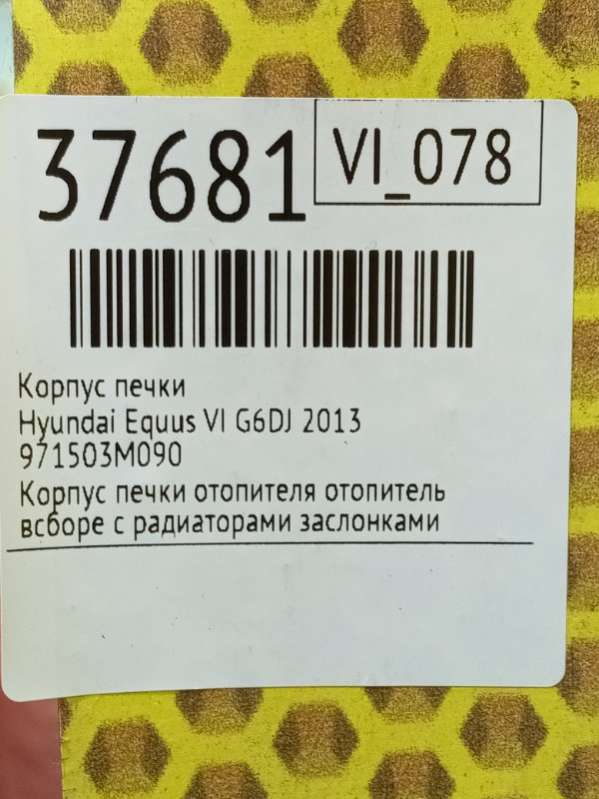 37681
VI_078
Корпус печки
Hyundai Equus VI G6DJ 2013
971503M090
Корпус печки отопителя отопитель
всборе с радиаторами заслонками